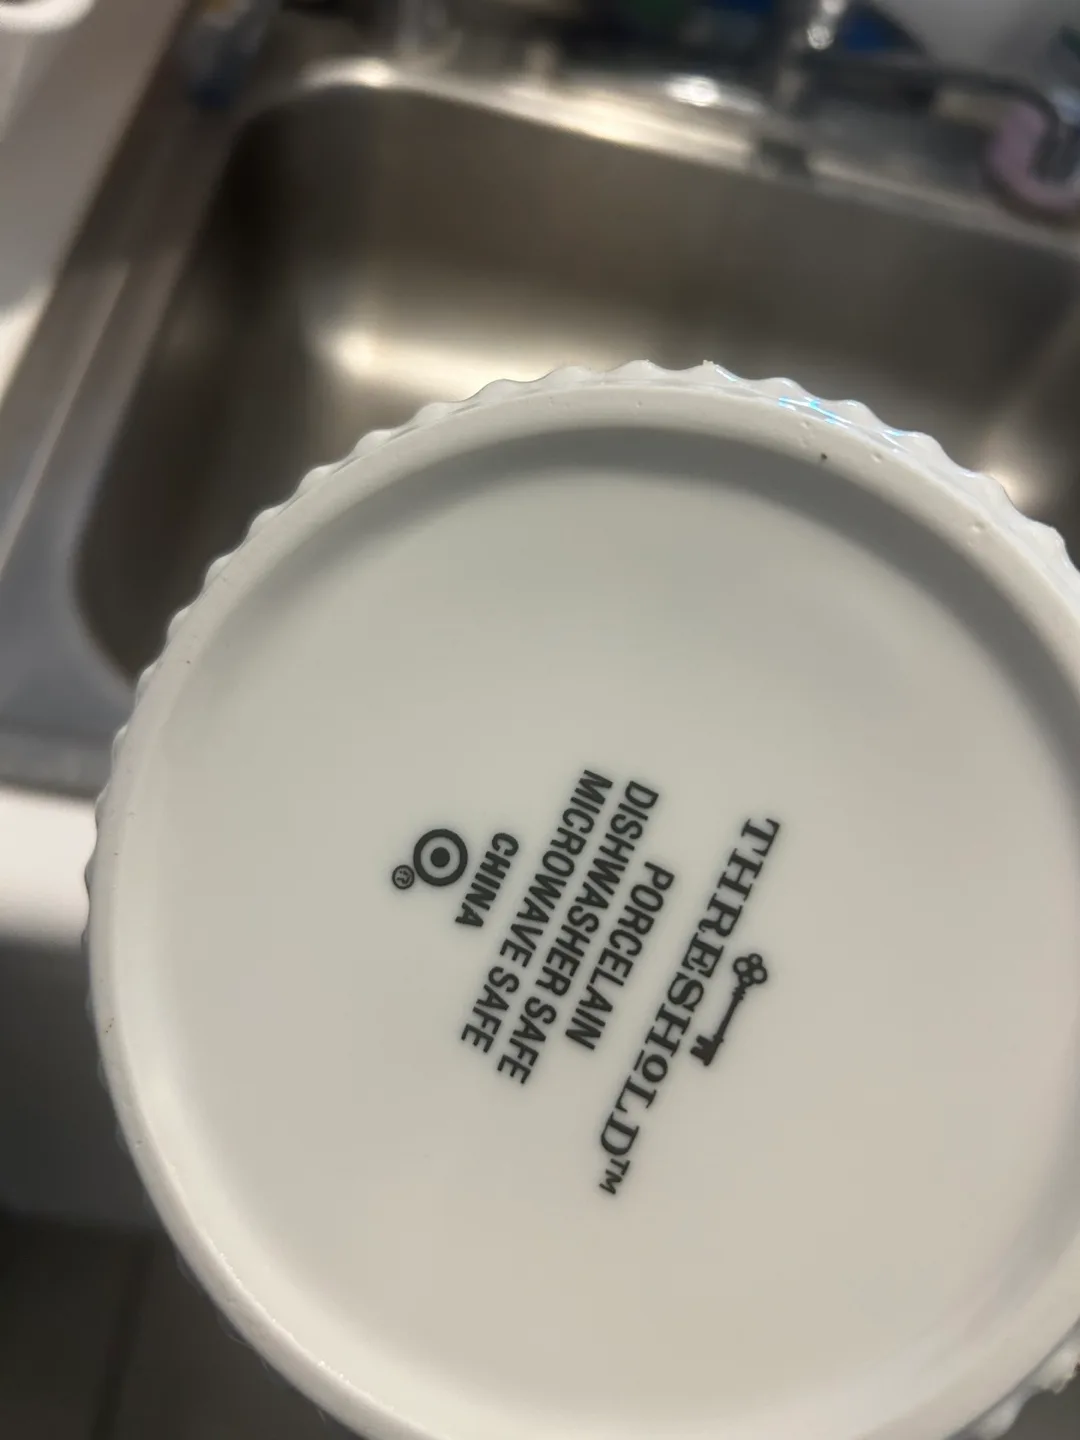 THRESHOLD™
PORCELAIN
DISHWASHER SAFE
MICROWAVE SAFE
CHINA
®